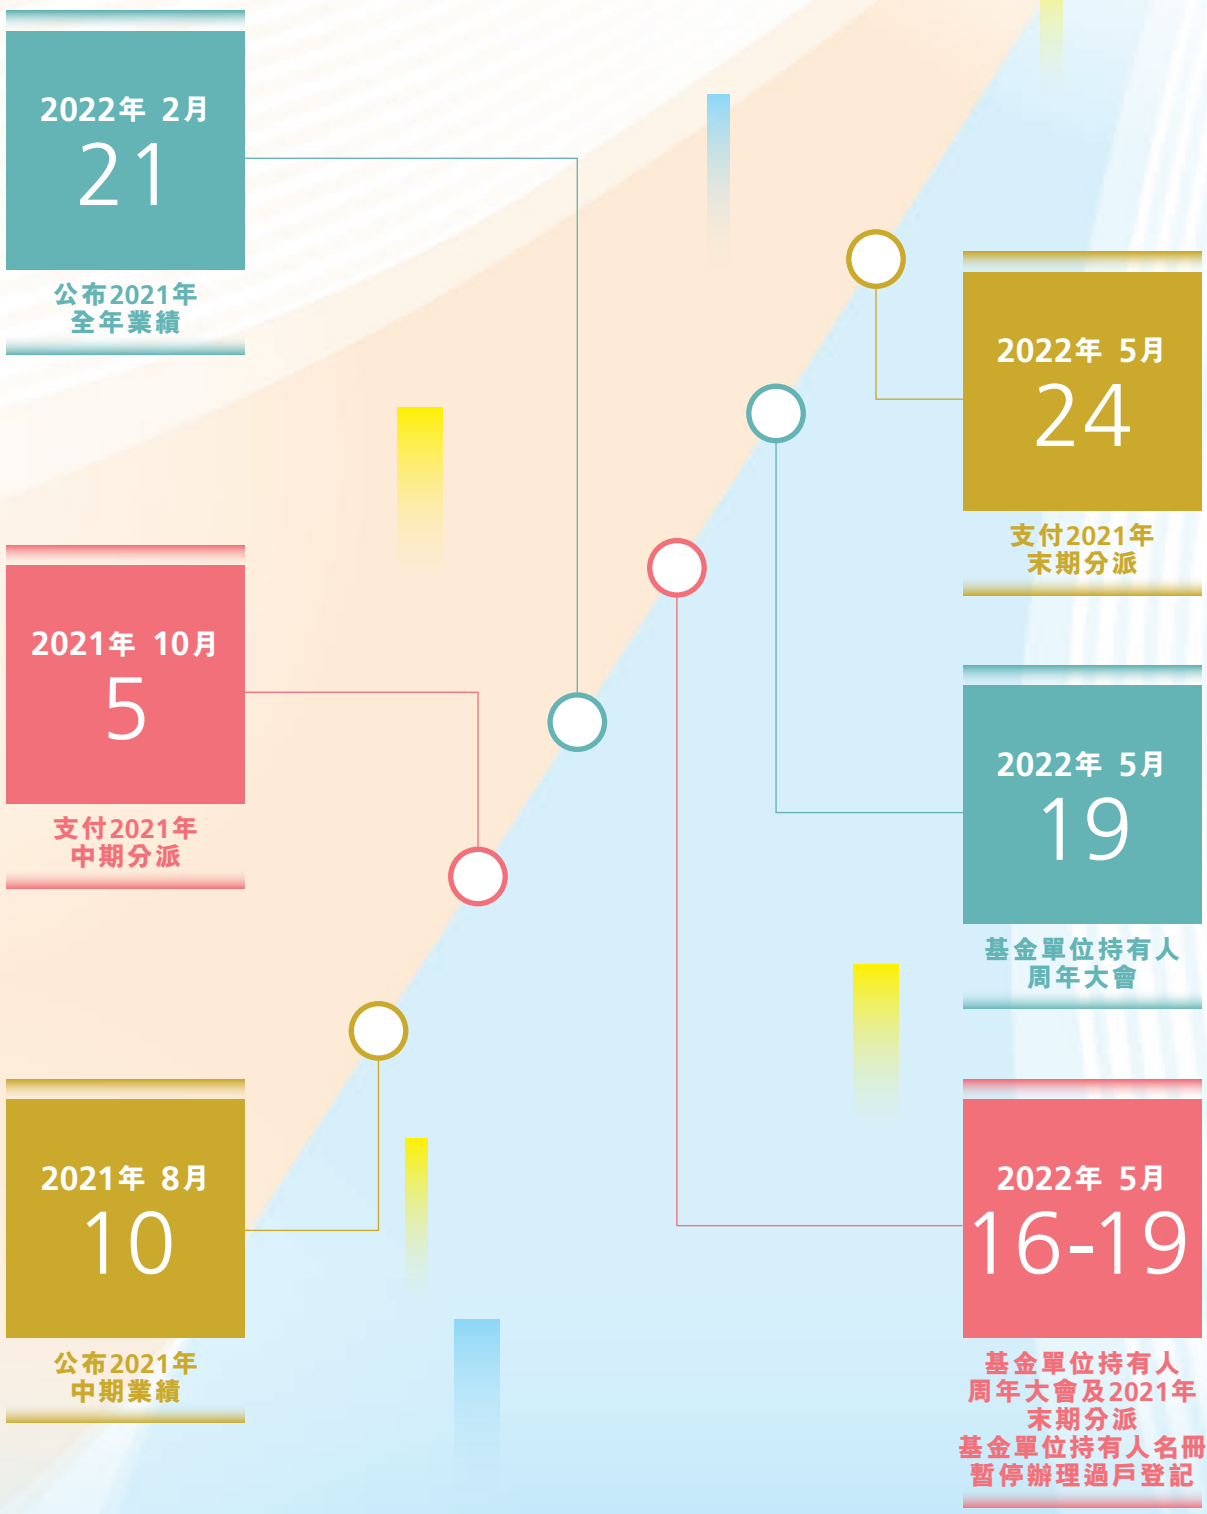 2022年 2月
21
公布2021年
全年業績
2021年 10月
5
支付2021年
中期分派
2021年 8月
10
公布2021年
中期業績
2022年 5月
24
支付2021年
末期分派
2022年 5月
19
基金單位持有人
周年大會
2022年 5月
16-19
基金單位持有人
周年大會及2021年
末期分派
基金單位持有人名冊
暫停辦理過戶登記